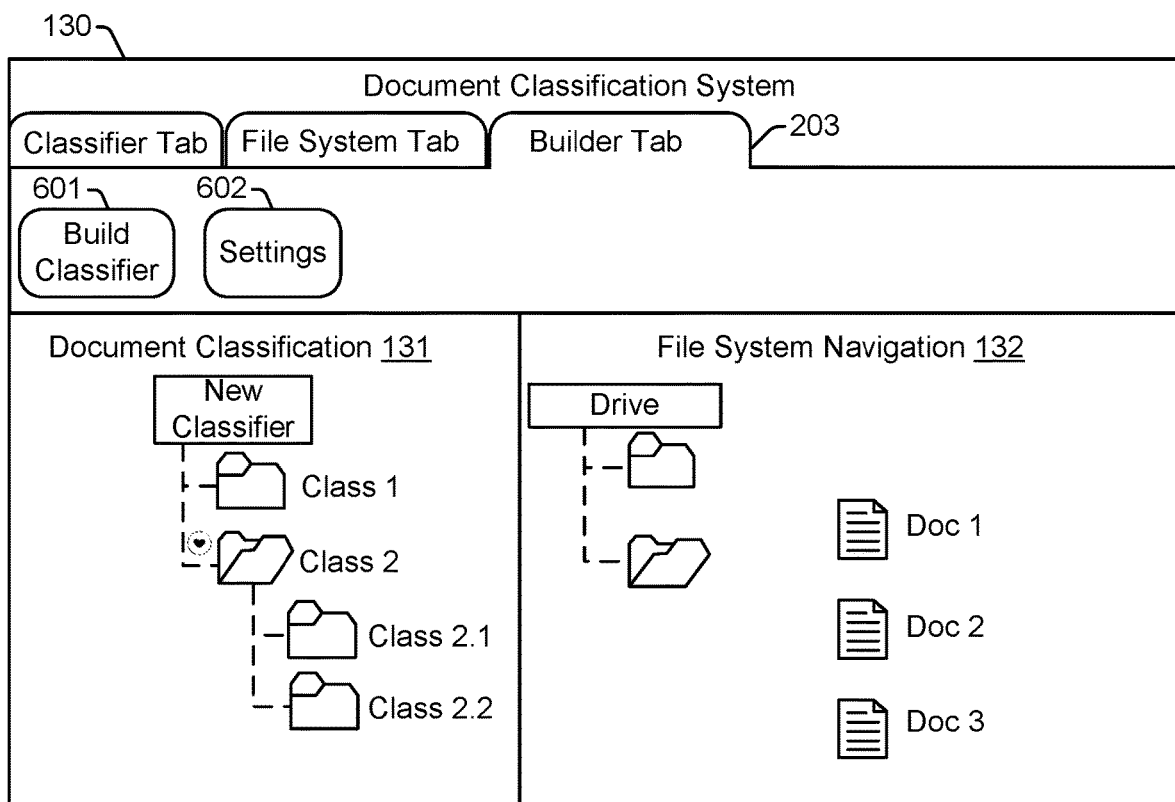 130
Document Classification System
Classifier Tab
File System Tab
Builder Tab
203
601
602
Build
Classifier
Settings
Document Classification 131
New
Classifier
Class 1
Class 2
Class 2.1
Class 2.2
File System Navigation 132
Drive
Doc 1
Doc 2
Doc 3